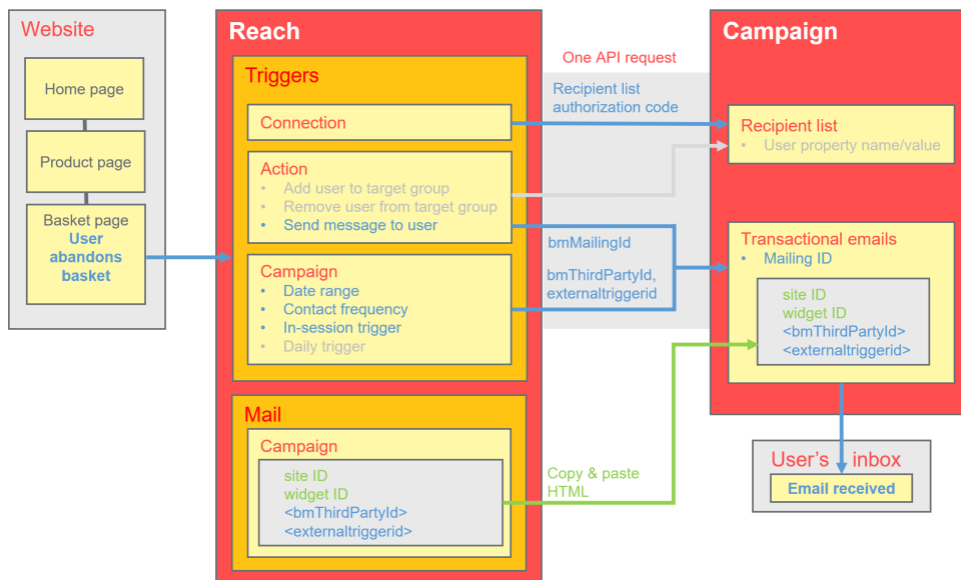 Website
Home page
Product page
Basket page
User
abandons
basket
Reach
Triggers
Connection
Action
• Add user to target group
• Remove user from target group
• Send message to user
Campaign
• Date range
• Contact frequency
• In-session trigger
• Daily trigger
Mail
Campaign
site ID
widget ID
<bmThirdPartyId>
<externaltriggerid>
One API request
Recipient list
authorization code
bmMailingId
bmThirdPartyId,
externaltriggerid
Copy & paste
HTML
Campaign
Recipient list
• User property name/value
Transactional emails
• Mailing ID
site ID
widget ID
<bmThirdPartyId>
<externaltriggerid>
User's inbox
Email received